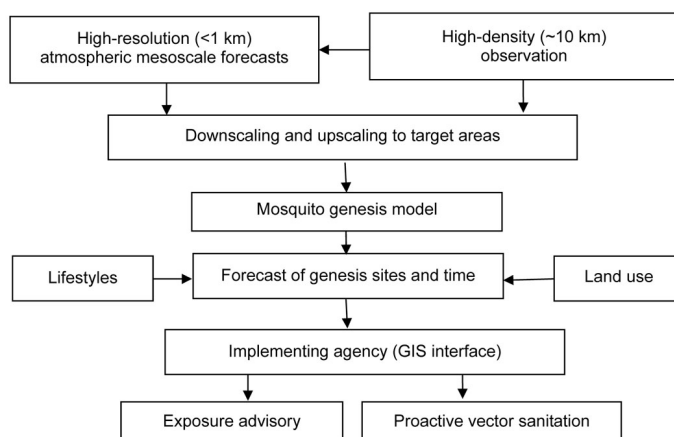 High-resolution (<1 km)
atmospheric mesoscale forecasts
High-density (~10 km)
observation
Downscaling and upscaling to target areas
Mosquito genesis model
Lifestyles
Forecast of genesis sites and time
Land use
Implementing agency (GIS interface)
Exposure advisory
Proactive vector sanitation